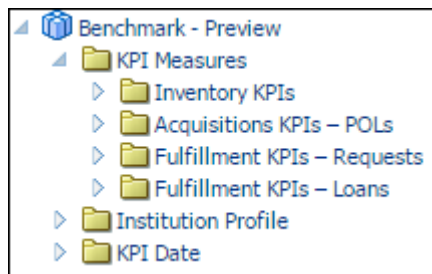 Benchmark - Preview
KPI Measures
Inventory KPIs
Acquisitions KPIs – POLs
Fulfillment KPIs – Requests
Fulfillment KPIs – Loans
Institution Profile
KPI Date